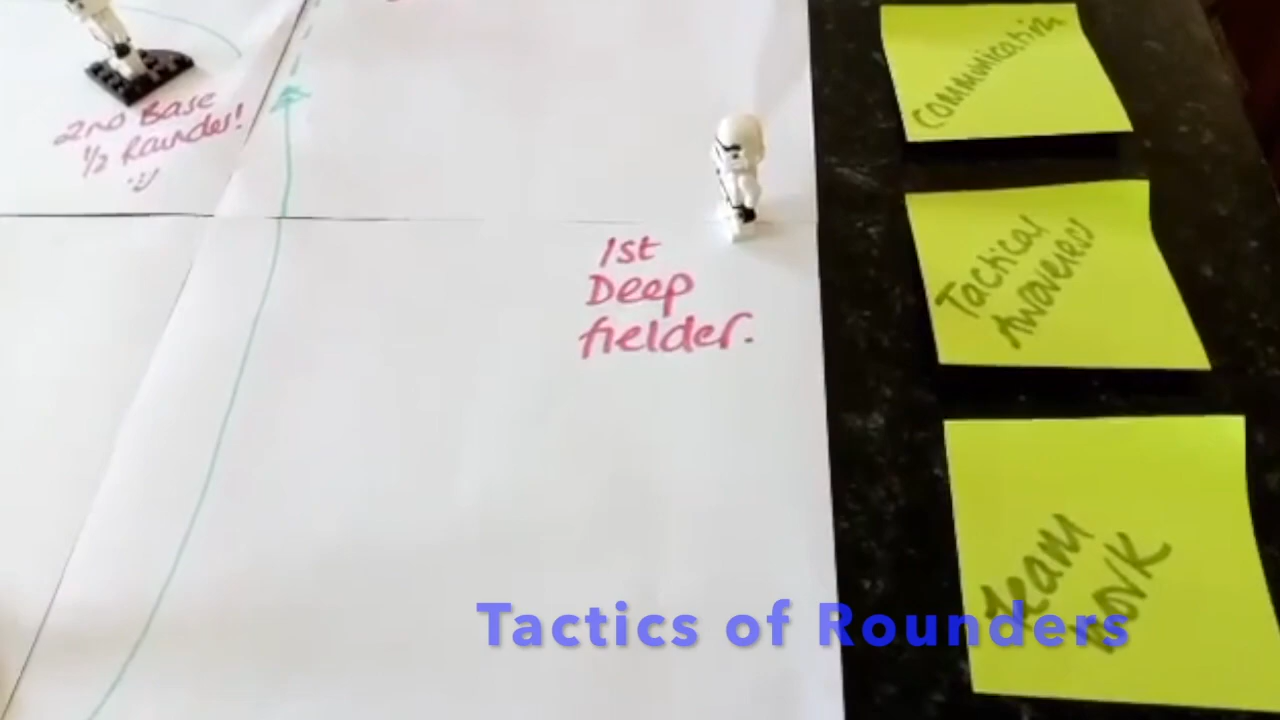 2nd Base
1/2 Rounder!
:)
1st
Deep
fielder.
Communication
Tactical
Awareness
Team
work
Tactics of Rounders